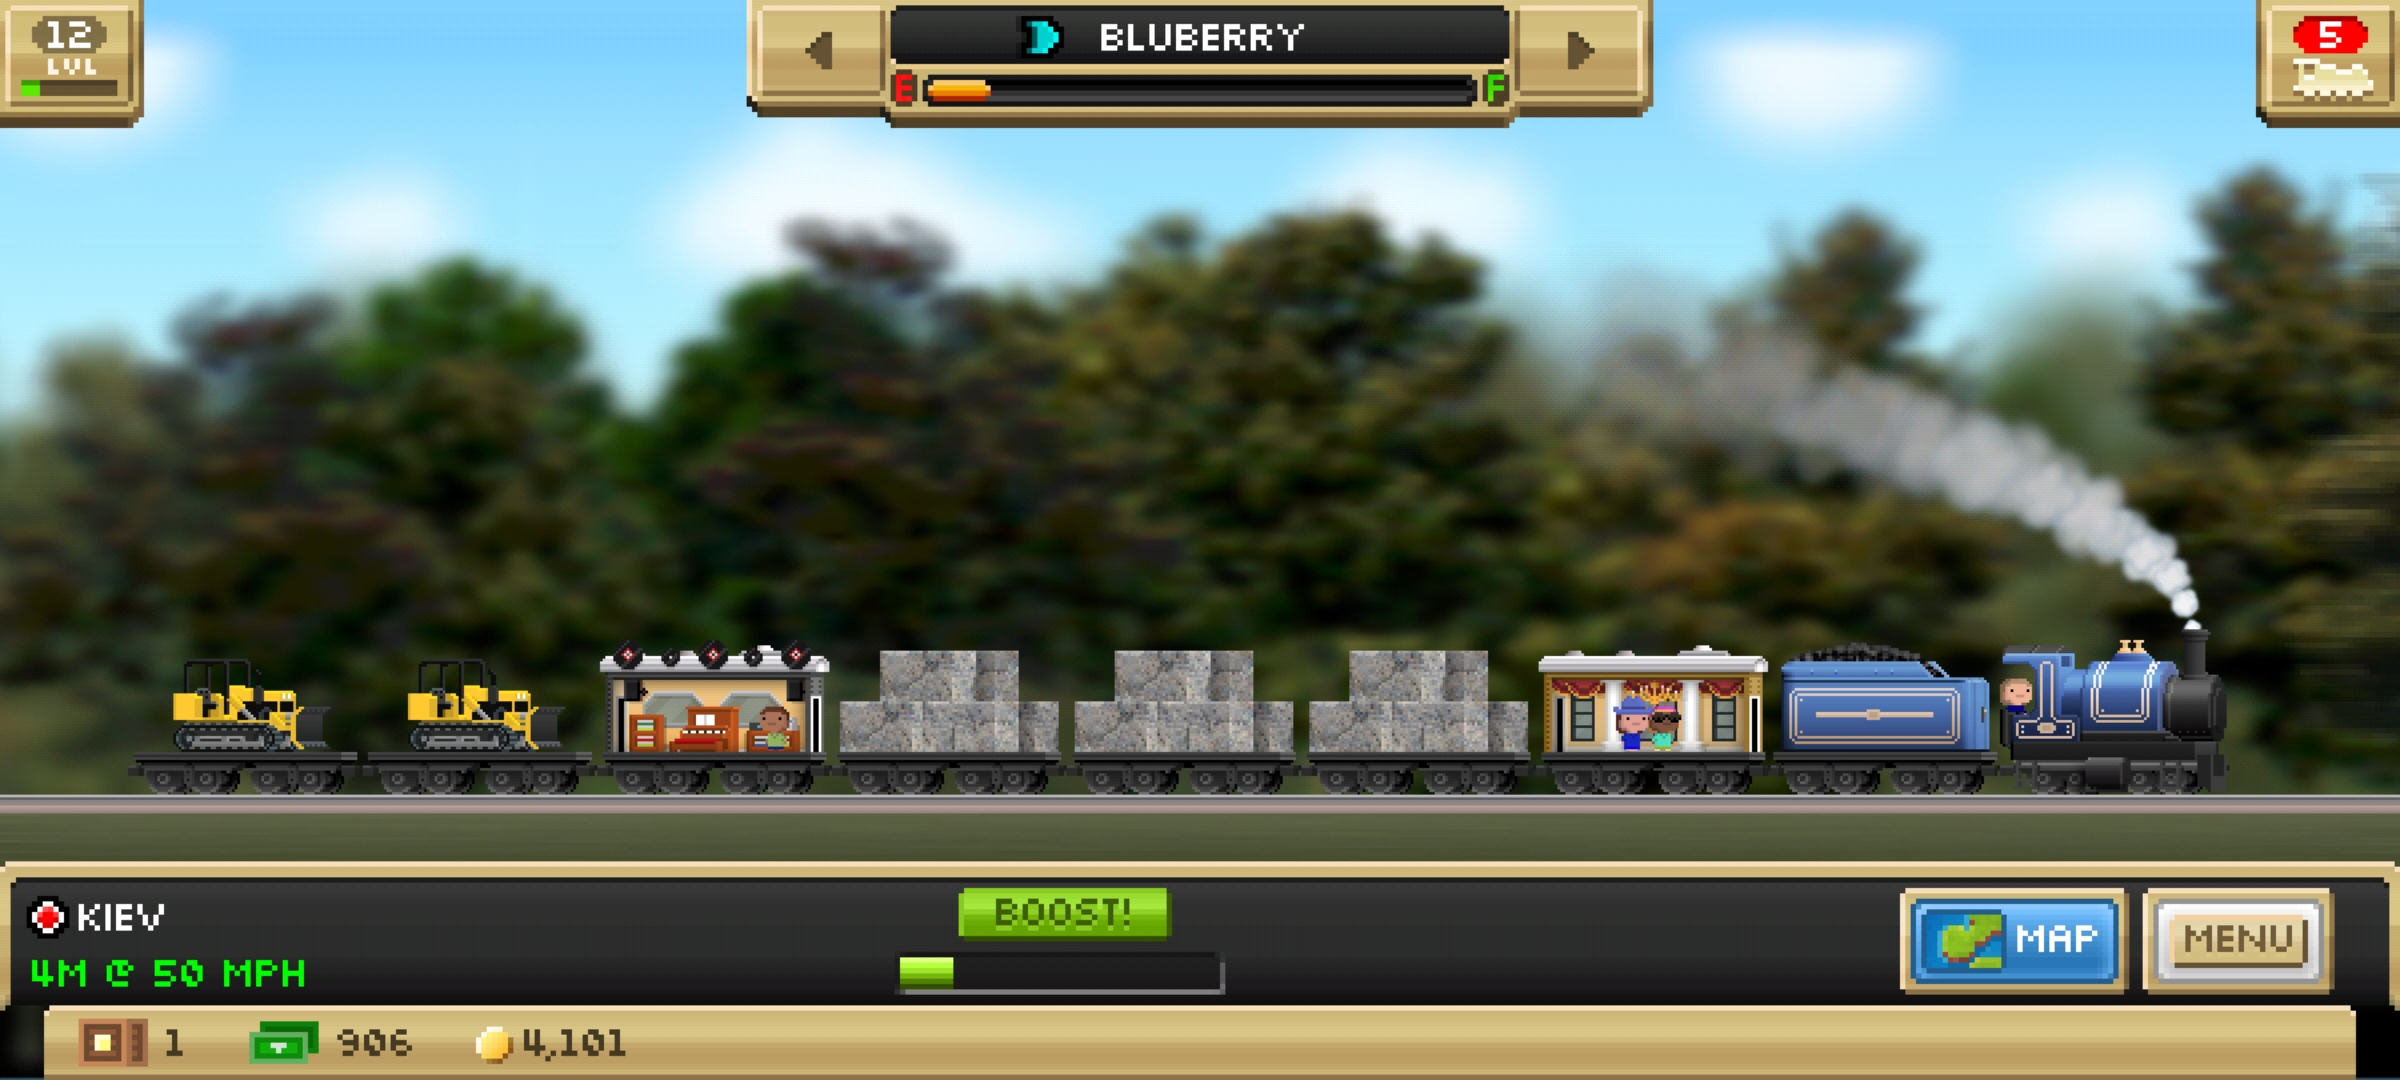 12
LVL
BLUBERRY
E F
5
KIEV
BOOST!
4M @ 50 MPH
MAP
MENU
1 906 4,101